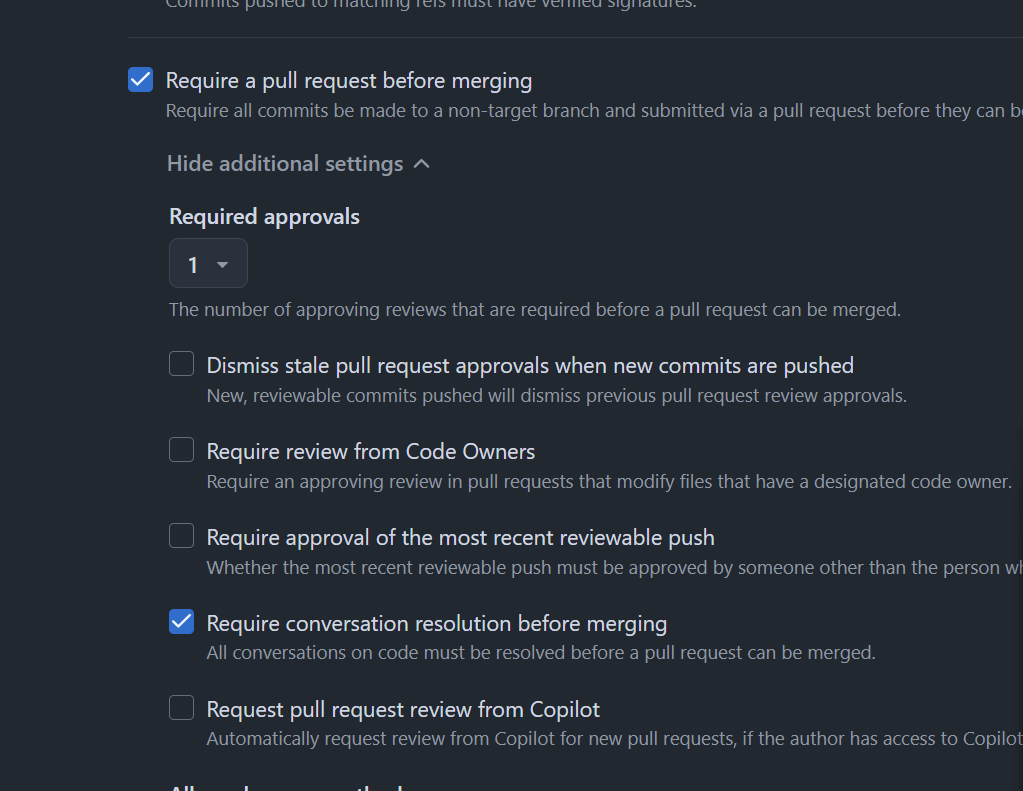 Commits pushed to matching refs must have verified signatures.
Require a pull request before merging
Require all commits be made to a non-target branch and submitted via a pull request before they can
Hide additional settings
Required approvals
1
The number of approving reviews that are required before a pull request can be merged.
Dismiss stale pull request approvals when new commits are pushed
New, reviewable commits pushed will dismiss previous pull request review approvals.
Require review from Code Owners
Require an approving review in pull requests that modify files that have a designated code owner.
Require approval of the most recent reviewable push
Whether the most recent reviewable push must be approved by someone other than the person
Require conversation resolution before merging
All conversations on code must be resolved before a pull request can be merged.
Request pull request review from Copilot
Automatically request review from Copilot for new pull requests, if the author has access to Copilot